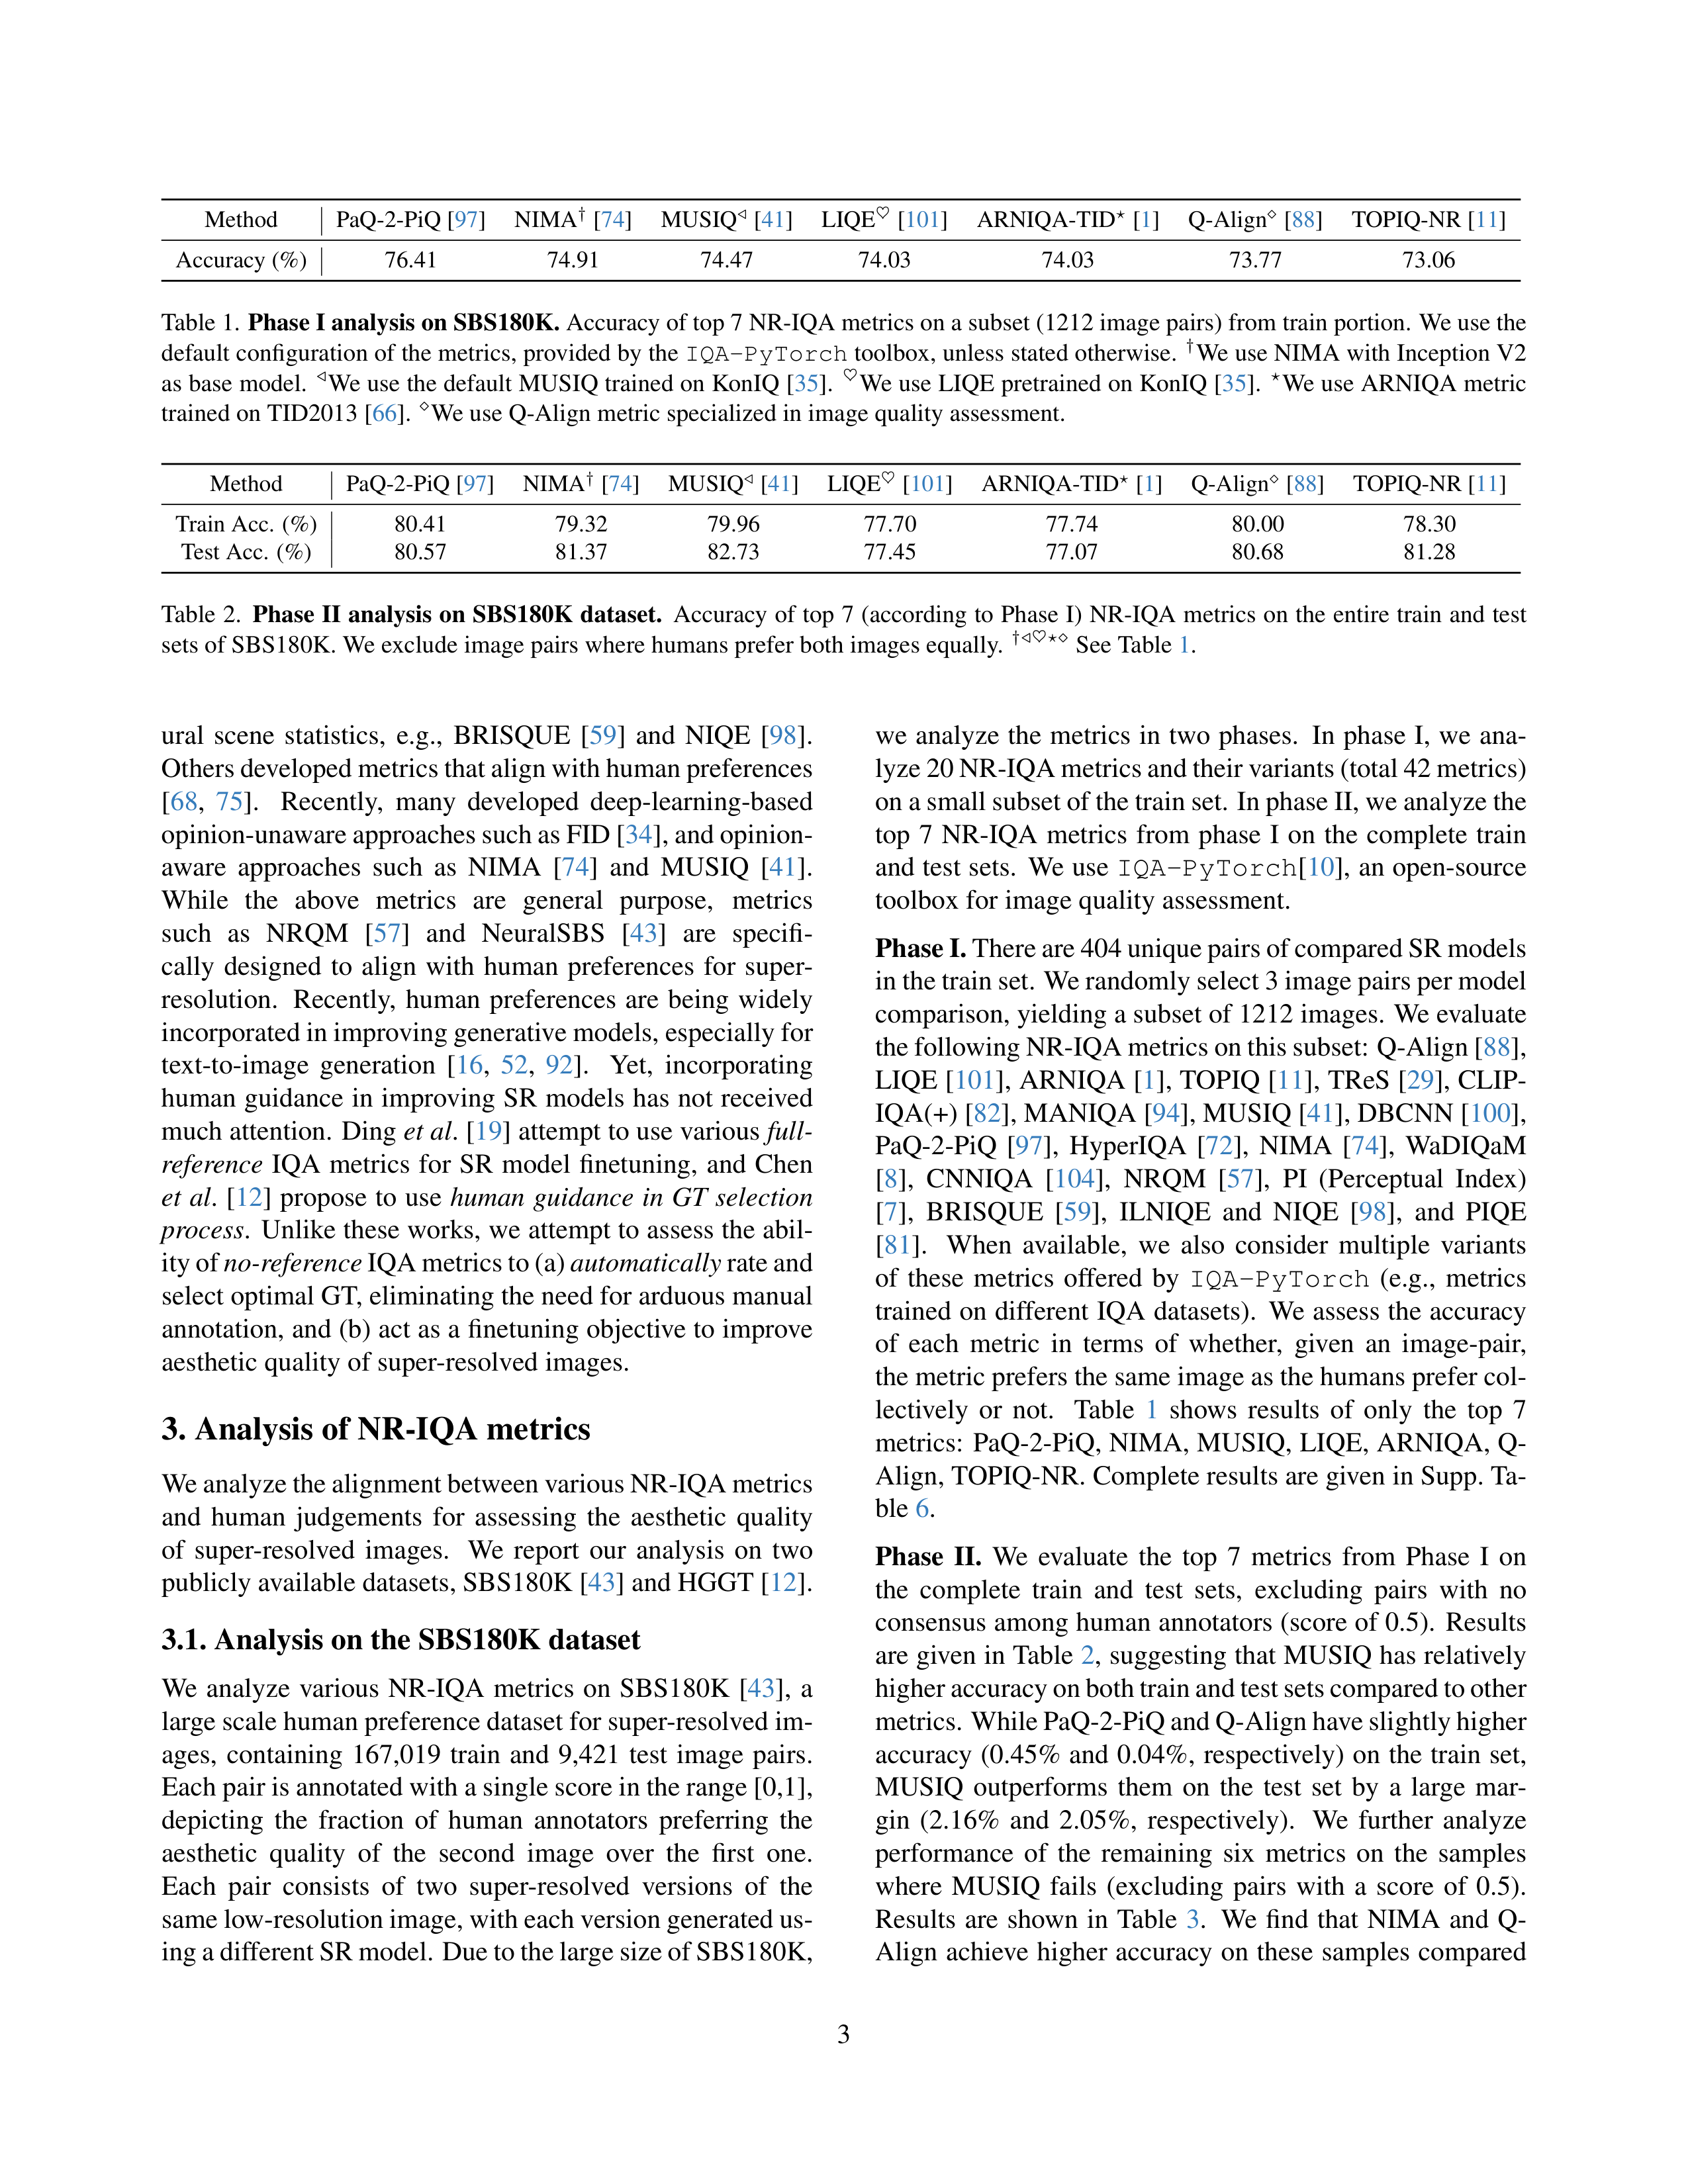 Method PaQ-2-PiQ [97] NIMA† [74] MUSIQ◁ [41] LIQE♡ [101] ARNIQA-TID⋆ [1] Q-Align⋄ [88] TOPIQ-NR [11]
Accuracy (%) 76.41 74.91 74.47 74.03 74.03 73.77 73.06
Table 1. Phase I analysis on SBS180K. Accuracy of top 7 NR-IQA metrics on a subset (1212 image pairs) from train portion. We use the
default configuration of the metrics, provided by the IQA-PyTorch toolbox, unless stated otherwise. †We use NIMA with Inception V2
as base model. ◁We use the default MUSIQ trained on KonIQ [35]. ♡We use LIQE pretrained on KonIQ [35]. ⋆We use ARNIQA metric
trained on TID2013 [66]. ⋄We use Q-Align metric specialized in image quality assessment.
Method PaQ-2-PiQ [97] NIMA† [74] MUSIQ◁ [41] LIQE♡ [101] ARNIQA-TID⋆ [1] Q-Align⋄ [88] TOPIQ-NR [11]
Train Acc. (%) 80.41 79.32 79.96 77.70 77.74 80.00 78.30
Test Acc. (%) 80.57 81.37 82.73 77.45 77.07 80.68 81.28
Table 2. Phase II analysis on SBS180K dataset. Accuracy of top 7 (according to Phase I) NR-IQA metrics on the entire train and test
sets of SBS180K. We exclude image pairs where humans prefer both images equally. †◁♡⋆⋄ See Table 1.
ural scene statistics, e.g., BRISQUE [59] and NIQE [98].
Others developed metrics that align with human preferences
[68, 75]. Recently, many developed deep-learning-based
opinion-unaware approaches such as FID [34], and opinion-
aware approaches such as NIMA [74] and MUSIQ [41].
While the above metrics are general purpose, metrics
such as NRQM [57] and NeuralSBS [43] are specifi-
cally designed to align with human preferences for super-
resolution. Recently, human preferences are being widely
incorporated in improving generative models, especially for
text-to-image generation [16, 52, 92]. Yet, incorporating
human guidance in improving SR models has not received
much attention. Ding et al. [19] attempt to use various full-
reference IQA metrics for SR model finetuning, and Chen
et al. [12] propose to use human guidance in GT selection
process. Unlike these works, we attempt to assess the abil-
ity of no-reference IQA metrics to (a) automatically rate and
select optimal GT, eliminating the need for arduous manual
annotation, and (b) act as a finetuning objective to improve
aesthetic quality of super-resolved images.
3. Analysis of NR-IQA metrics
We analyze the alignment between various NR-IQA metrics
and human judgements for assessing the aesthetic quality
of super-resolved images. We report our analysis on two
publicly available datasets, SBS180K [43] and HGGT [12].
3.1. Analysis on the SBS180K dataset
We analyze various NR-IQA metrics on SBS180K [43], a
large scale human preference dataset for super-resolved im-
ages, containing 167,019 train and 9,421 test image pairs.
Each pair is annotated with a single score in the range [0,1],
depicting the fraction of human annotators preferring the
aesthetic quality of the second image over the first one.
Each pair consists of two super-resolved versions of the
same low-resolution image, with each version generated us-
ing a different SR model. Due to the large size of SBS180K,
we analyze the metrics in two phases. In phase I, we ana-
lyze 20 NR-IQA metrics and their variants (total 42 metrics)
on a small subset of the train set. In phase II, we analyze the
top 7 NR-IQA metrics from phase I on the complete train
and test sets. We use IQA-PyTorch[10], an open-source
toolbox for image quality assessment.
Phase I. There are 404 unique pairs of compared SR models
in the train set. We randomly select 3 image pairs per model
comparison, yielding a subset of 1212 images. We evaluate
the following NR-IQA metrics on this subset: Q-Align [88],
LIQE [101], ARNIQA [1], TOPIQ [11], TReS [29], CLIP-
IQA(+) [82], MANIQA [94], MUSIQ [41], DBCNN [100],
PaQ-2-PiQ [97], HyperIQA [72], NIMA [74], WaDIQaM
[8], CNNIQA [104], NRQM [57], PI (Perceptual Index)
[7], BRISQUE [59], ILNIQE and NIQE [98], and PIQE
[81]. When available, we also consider multiple variants
of these metrics offered by IQA-PyTorch (e.g., metrics
trained on different IQA datasets). We assess the accuracy
of each metric in terms of whether, given an image-pair,
the metric prefers the same image as the humans prefer col-
lectively or not. Table 1 shows results of only the top 7
metrics: PaQ-2-PiQ, NIMA, MUSIQ, LIQE, ARNIQA, Q-
Align, TOPIQ-NR. Complete results are given in Supp. Ta-
ble 6.
Phase II. We evaluate the top 7 metrics from Phase I on
the complete train and test sets, excluding pairs with no
consensus among human annotators (score of 0.5). Results
are given in Table 2, suggesting that MUSIQ has relatively
higher accuracy on both train and test sets compared to other
metrics. While PaQ-2-PiQ and Q-Align have slightly higher
accuracy (0.45% and 0.04%, respectively) on the train set,
MUSIQ outperforms them on the test set by a large mar-
gin (2.16% and 2.05%, respectively). We further analyze
performance of the remaining six metrics on the samples
where MUSIQ fails (excluding pairs with a score of 0.5).
Results are shown in Table 3. We find that NIMA and Q-
Align achieve higher accuracy on these samples compared
3